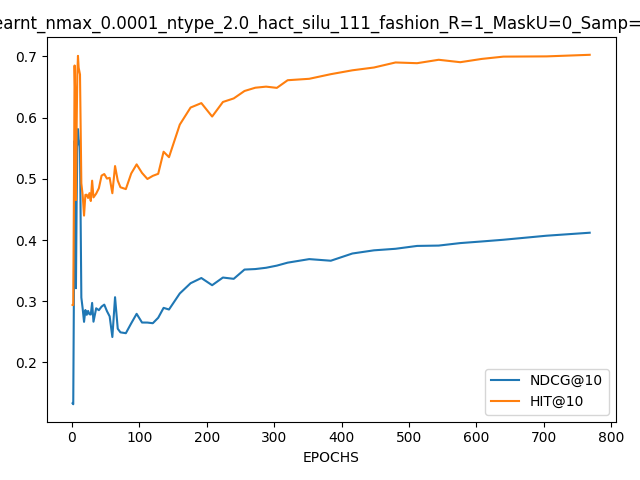 earnt_nmax_0.0001_ntype_2.0_hact_silu_111_fashion_R=1_MaskU=0_Samp=
0.7
0.6
0.5
0.4
0.3
0.2
0 100 200 300 400 500 600 700 800
EPOCHS
NDCG@10
HIT@10